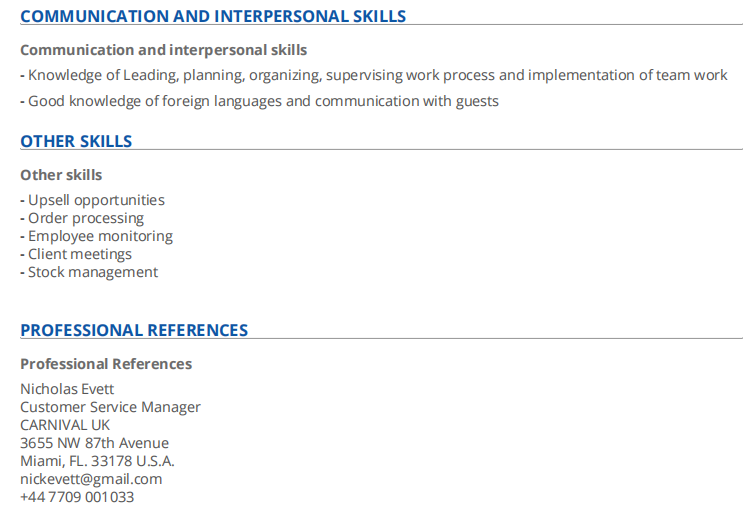 COMMUNICATION AND INTERPERSONAL SKILLS
Communication and interpersonal skills
- Knowledge of Leading, planning, organizing, supervising work process and implementation of team work
- Good knowledge of foreign languages and communication with guests
OTHER SKILLS
Other skills
- Upsell opportunities
- Order processing
- Employee monitoring
- Client meetings
- Stock management
PROFESSIONAL REFERENCES
Professional References
Nicholas Evett
Customer Service Manager
CARNIVAL UK
3655 NW 87th Avenue
Miami, FL. 33178 U.S.A.
nickevett@gmail.com
+44 7709 001033